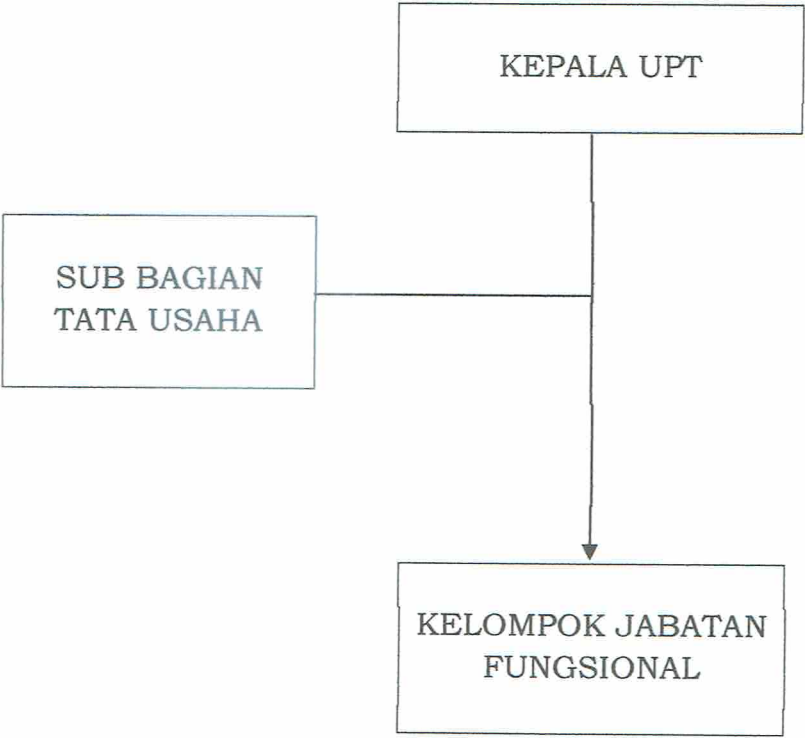 KEPALA UPT
SUB BAGIAN
TATA USAHA
KELOMPOK JABATAN
FUNGSIONAL